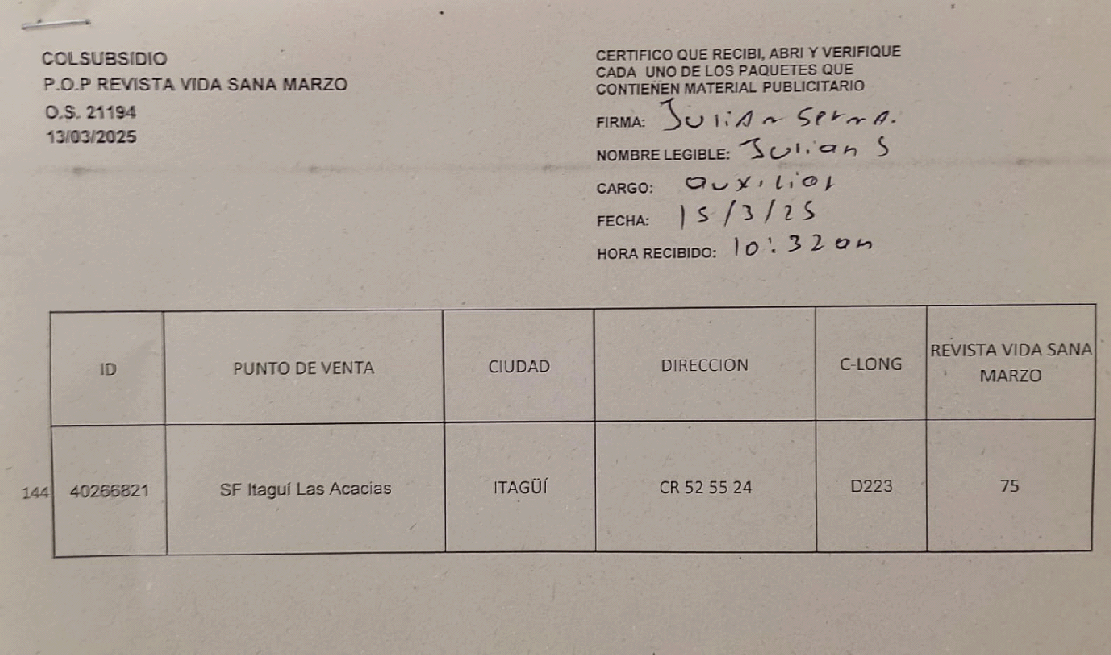 COLSUBSIDIO
P.O.P REVISTA VIDA SANA MARZO
O.S. 21194
13/03/2025
CERTIFICO QUE RECIBI, ABRI Y VERIFIQUE
CADA UNO DE LOS PAQUETES QUE
CONTIENEN MATERIAL PUBLICITARIO
FIRMA: Julian Serna.
NOMBRE LEGIBLE: Julian S
CARGO: auxiliar
FECHA: 15/3/25
HORA RECIBIDO: 10:32 am
ID PUNTO DE VENTA CIUDAD DIRECCION C-LONG REVISTA VIDA SANA
MARZO
144 40266821 SF Itaguí Las Acacias ITAGÜÍ CR 52 55 24 D223 75